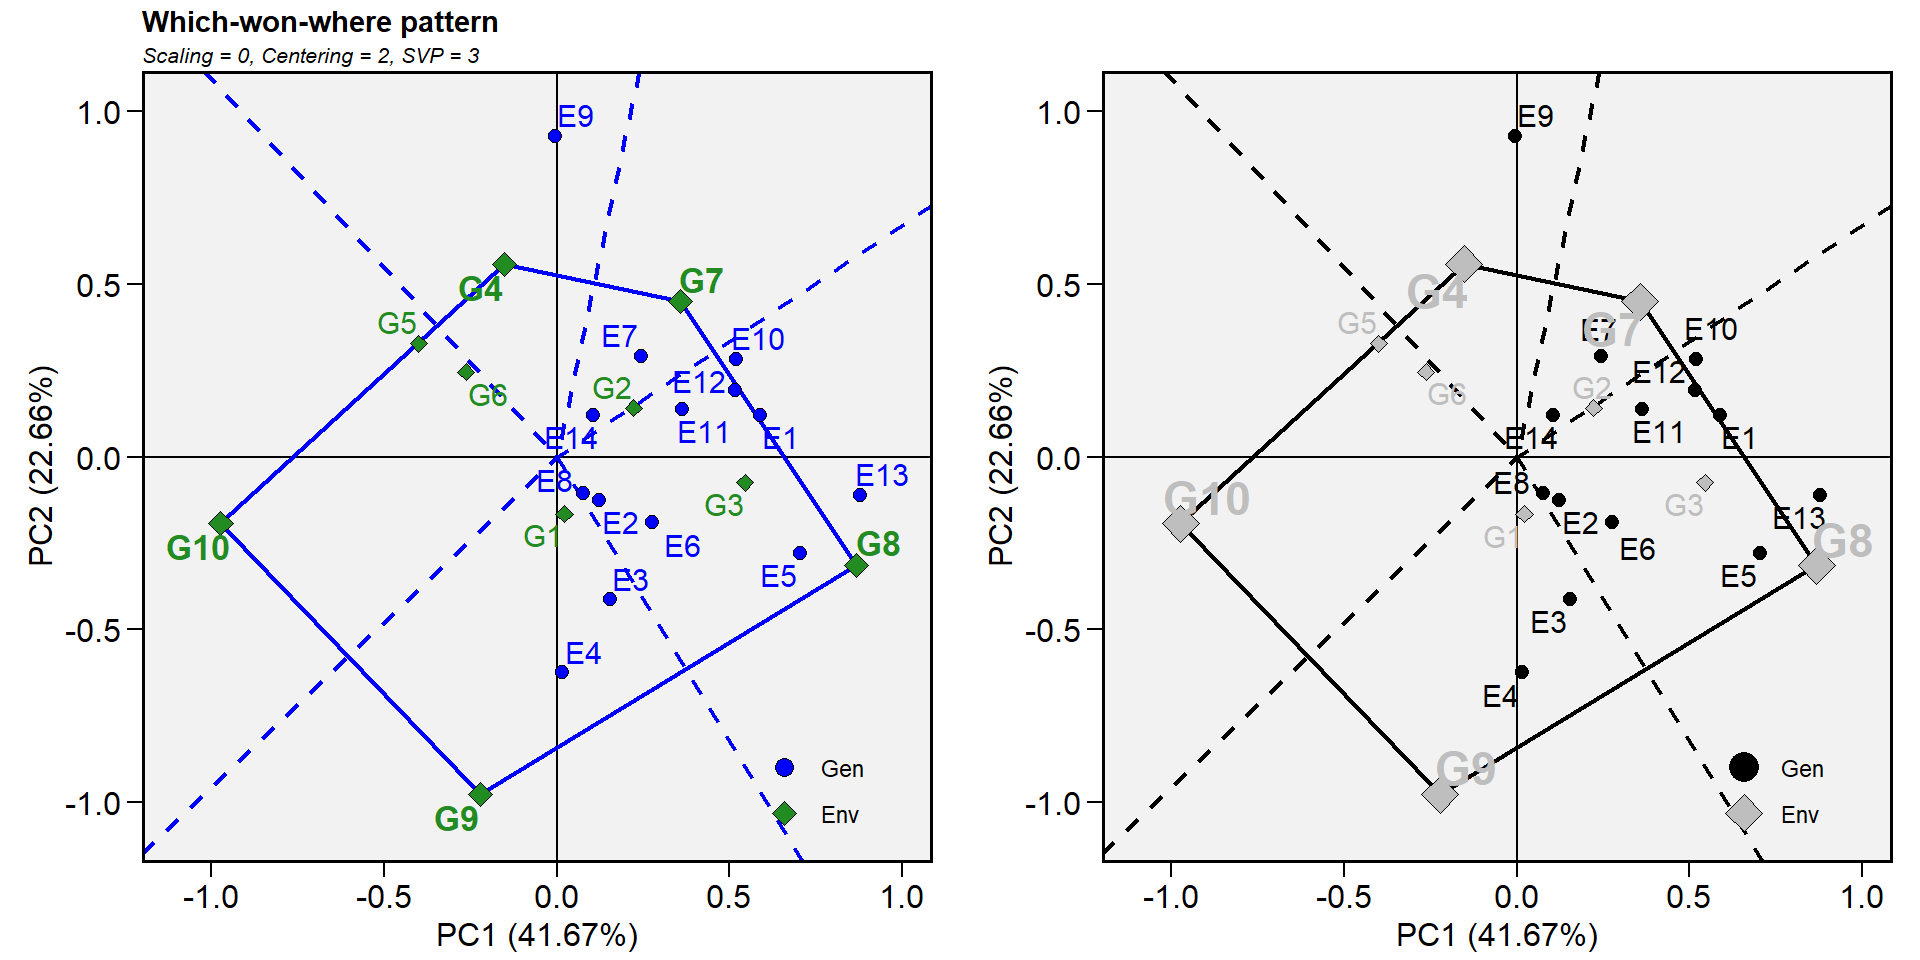 Which-won-where pattern
Scaling = 0, Centering = 2, SVP = 3
PC2 (22.66%)
1.0
0.5
0.0
-0.5
-1.0
E9
G4
G7
G5
E7
E10
G6
G2
E12
E14
E11
E1
E8
E13
G3
G1
E2
E6
G10
G8
E3
E5
E4
G9
Gen
Env
-1.0
-0.5
0.0
0.5
1.0
PC1 (41.67%)
PC2 (22.66%)
1.0
0.5
0.0
-0.5
-1.0
E9
G4
G5
E7
G7
E10
G6
G2
E12
E14
E11
E1
E8
G10
G3
E13
G1
E2
E6
G8
E5
E3
E4
G9
Gen
Env
-1.0
-0.5
0.0
0.5
1.0
PC1 (41.67%)